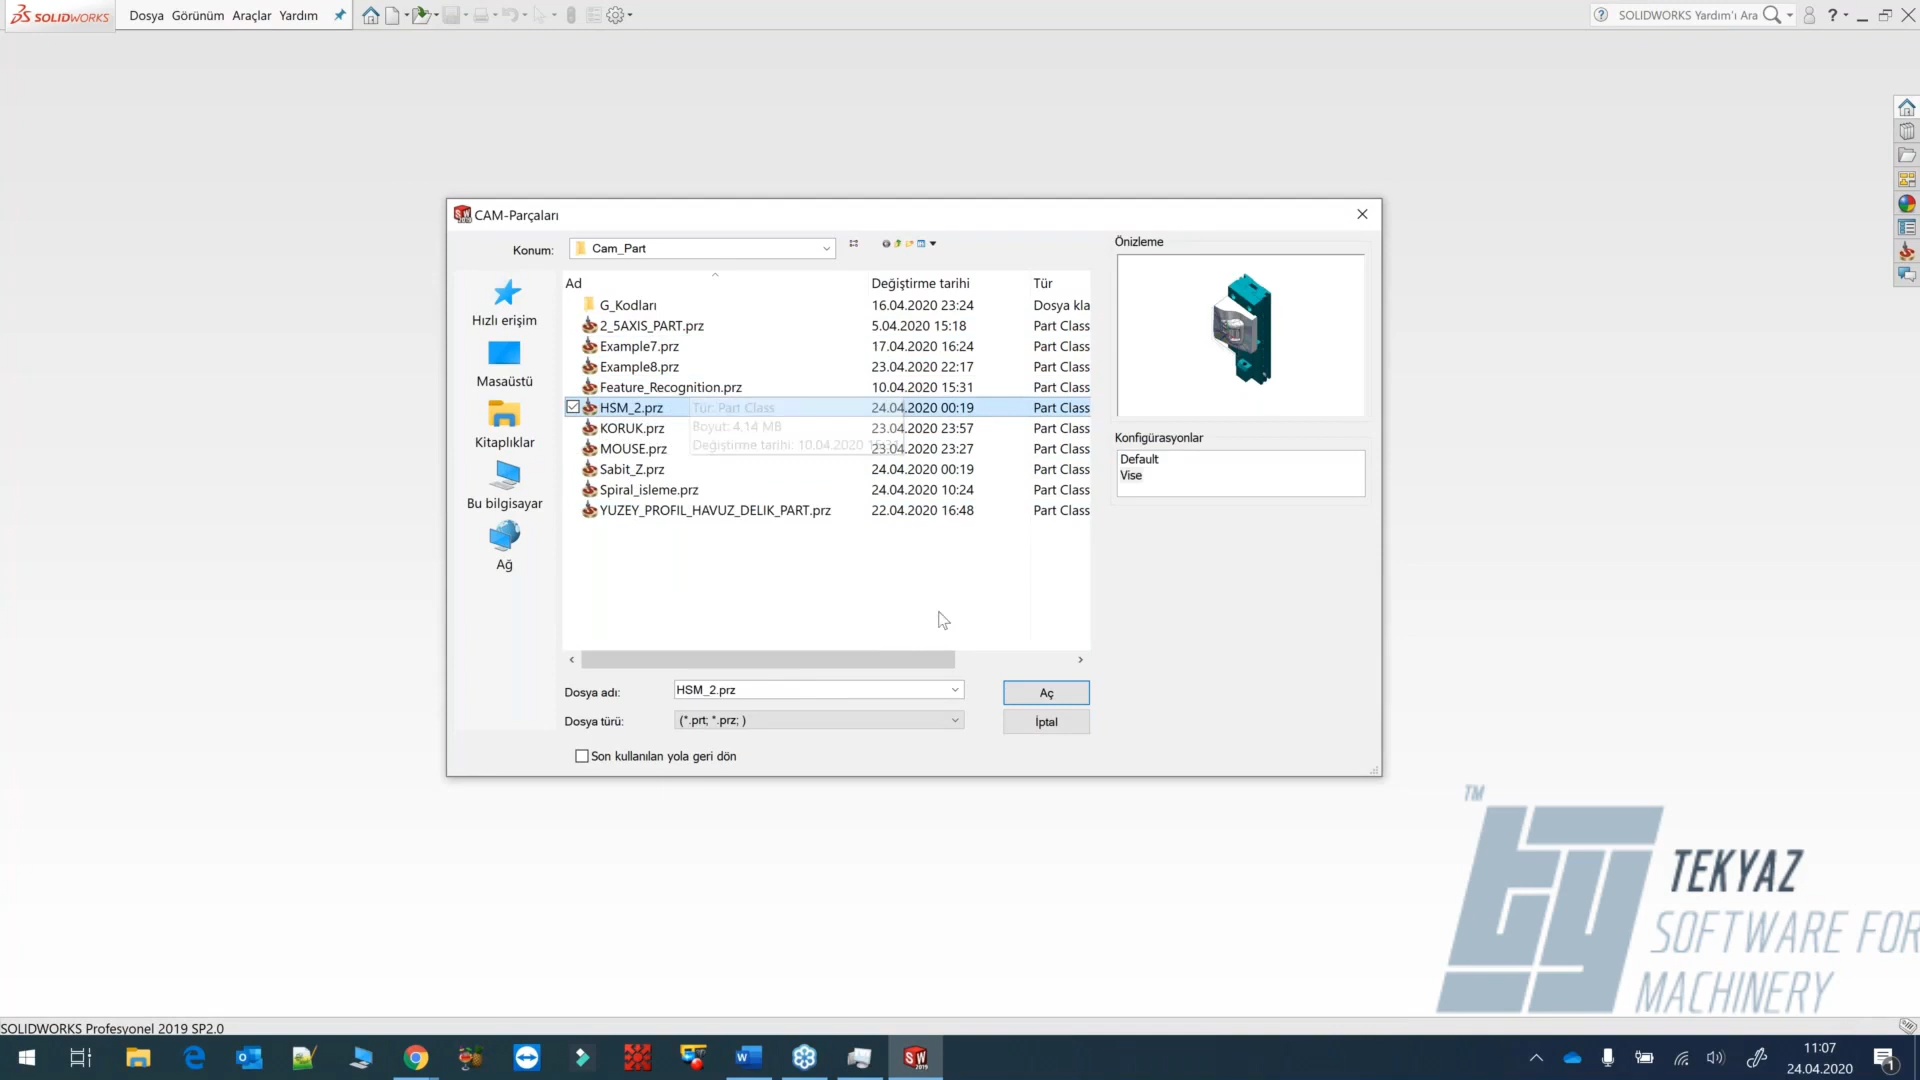 SOLIDWORKS Dosya Görünüm Araçlar Yardım
SOLIDWORKS Yardım'ı Ara
?
CAM-Parçaları
Konum: Cam_Part
Önizleme
Ad Değiştirme tarihi Tür
Hızlı erişim
Masaüstü
Kitaplıklar
Bu bilgisayar
Ağ
G_Kodları 16.04.2020 23:24 Dosya kla
2_5AXIS_PART.prz 5.04.2020 15:18 Part Class
Example7.prz 17.04.2020 16:24 Part Class
Example8.prz 23.04.2020 22:17 Part Class
Feature_Recognition.prz 10.04.2020 15:31 Part Class
HSM_2.prz 24.04.2020 00:19 Part Class
KORUK.prz 23.04.2020 23:57 Part Class
MOUSE.prz 23.04.2020 23:27 Part Class
Sabit_Z.prz 24.04.2020 00:19 Part Class
Spiral_isleme.prz 24.04.2020 10:24 Part Class
YUZEY_PROFIL_HAVUZ_DELIK_PART.prz 22.04.2020 16:48 Part Class
Tür: Part Class
Boyut: 4.14 MB
Değiştirme tarihi: 10.04.2020
Konfigürasyonlar
Default
Vise
Dosya adı: HSM_2.prz
Aç
Dosya türü: (*.prt; *.prz; )
İptal
Son kullanılan yola geri dön
TM
TEKYAZ
SOFTWARE FOR
MACHINERY
SOLIDWORKS Profesyonel 2019 SP2.0
11:07
24.04.2020
1